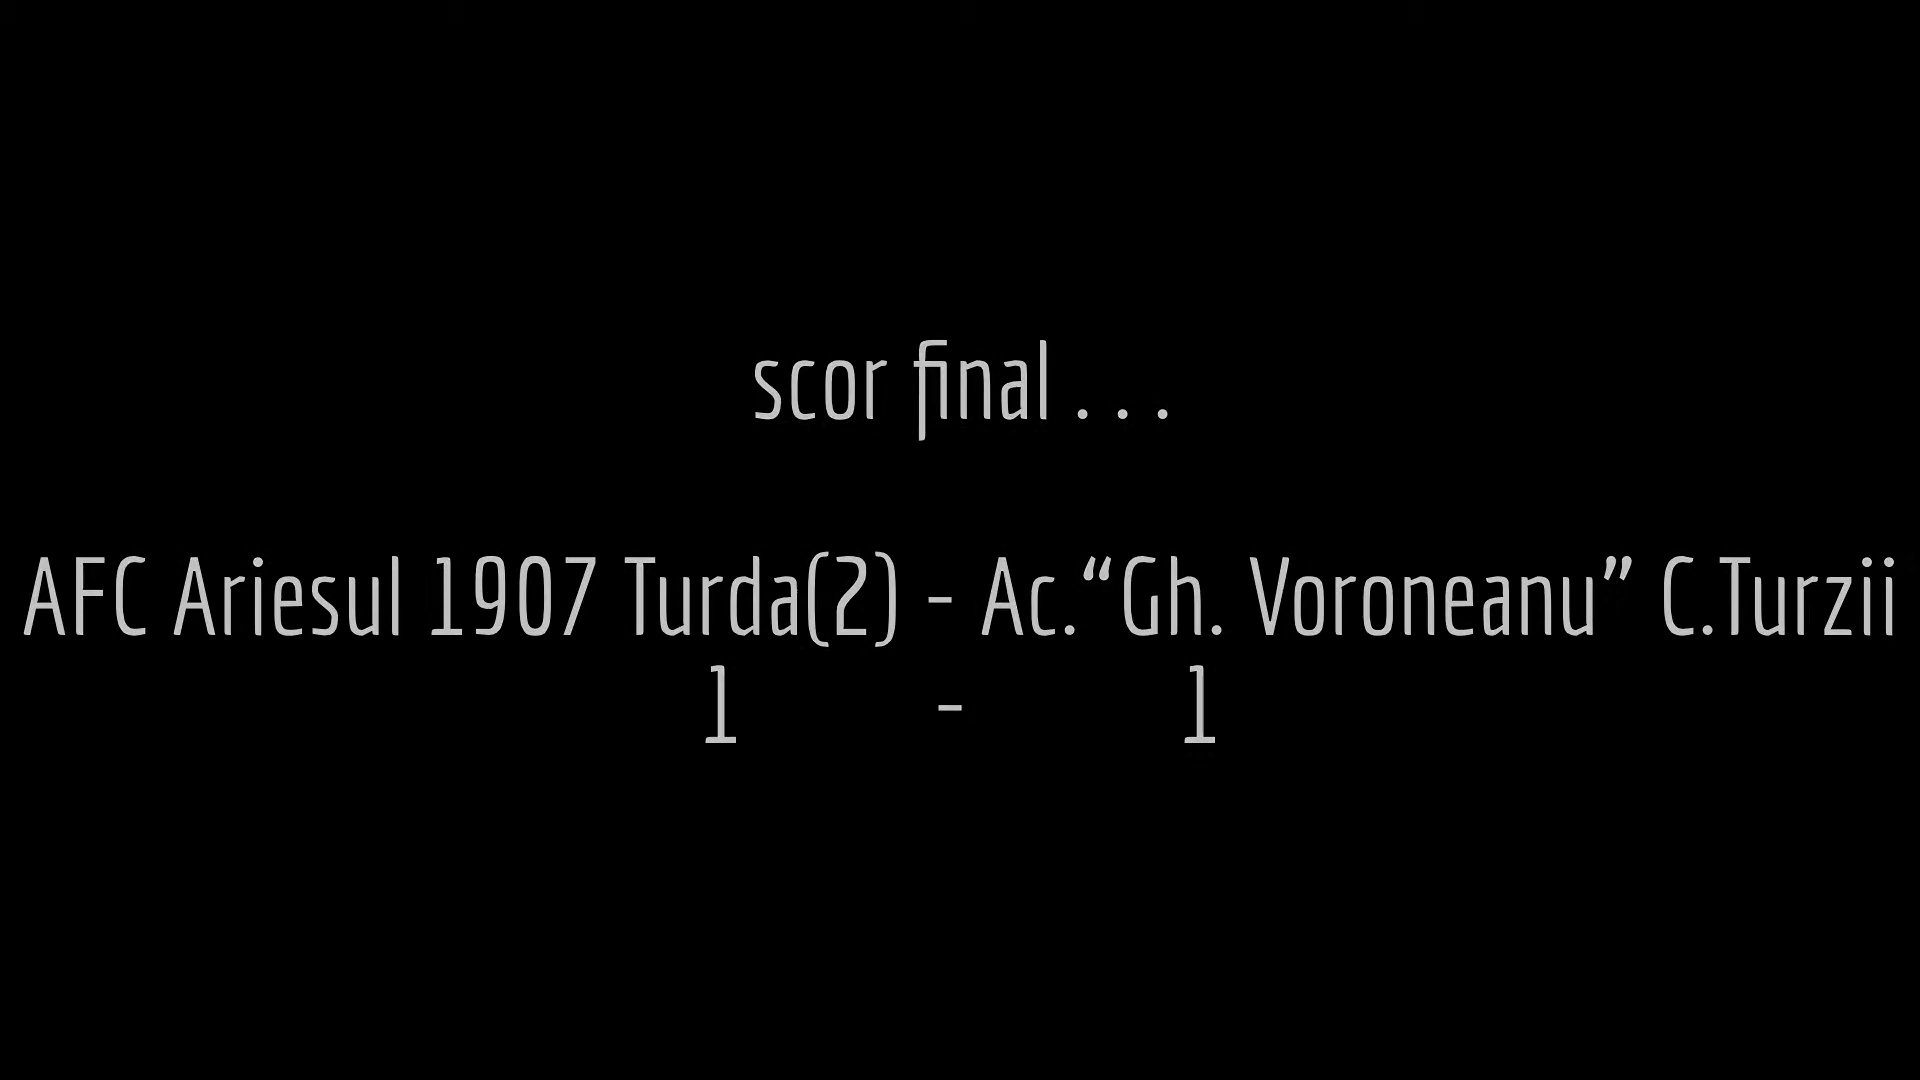 scor final . . .
AFC Ariesul 1907 Turda(2) - Ac.“Gh. Voroneanu” C.Turzii
1 - 1